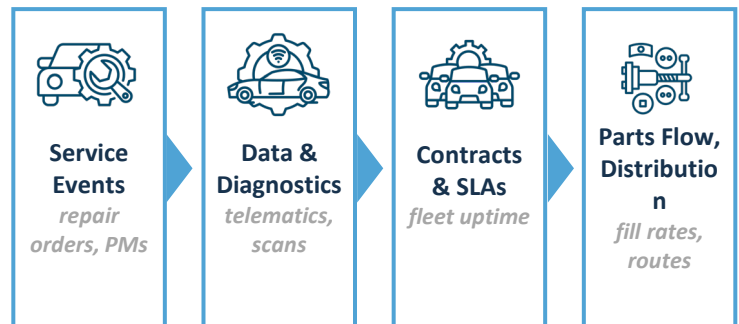 Service
Events
repair
orders, PMs
Data &
Diagnostics
telematics,
scans
Contracts
& SLAs
fleet uptime
Parts Flow,
Distributio
n
fill rates,
routes